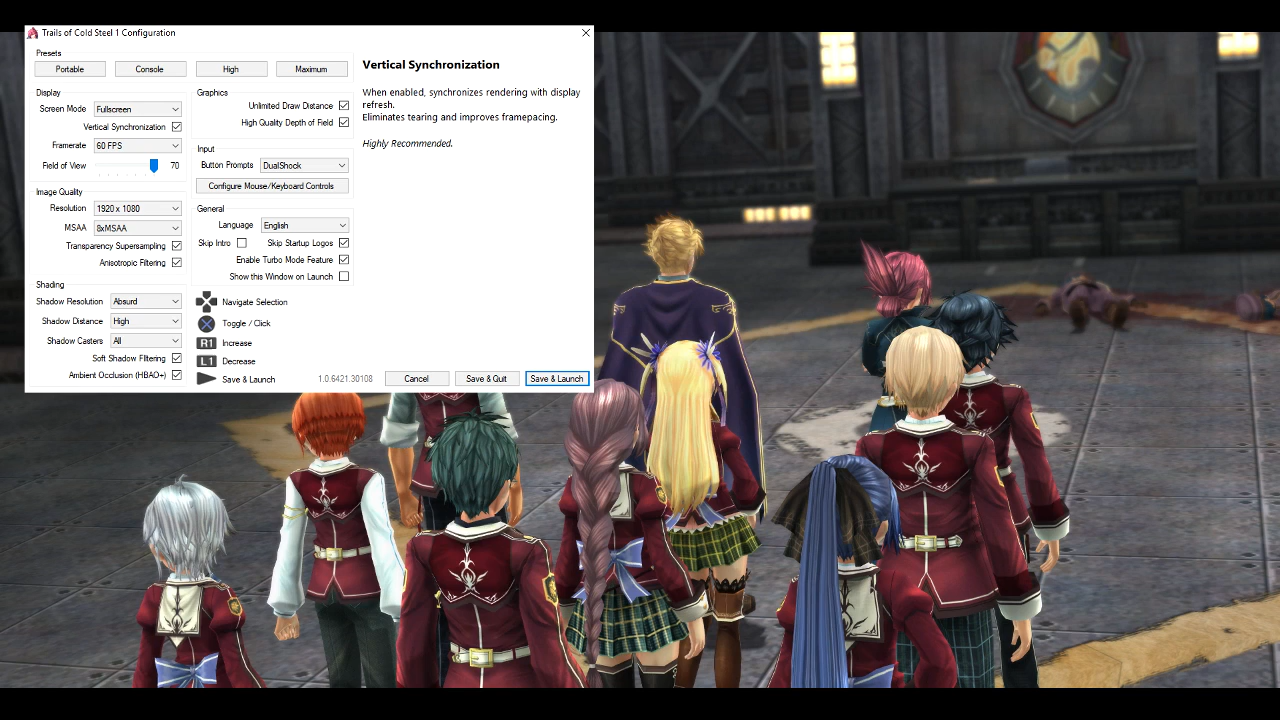 Trails of Cold Steel 1 Configuration
Presets
Portable
Console
High
Maximum
Display
Screen Mode
Fullscreen
Vertical Synchronization
Framerate
60 FPS
Field of View
70
Image Quality
Resolution
1920 x 1080
MSAA
8xMSAA
Transparency Supersampling
Anisotropic Filtering
Shading
Shadow Resolution
Absurd
Shadow Distance
High
Shadow Casters
All
Soft Shadow Filtering
Ambient Occlusion (HBAO+)
Graphics
Unlimited Draw Distance
High Quality Depth of Field
Input
Button Prompts
DualShock
Configure Mouse/Keyboard Controls
General
Language
English
Skip Intro
Skip Startup Logos
Enable Turbo Mode Feature
Show this Window on Launch
Navigate Selection
Toggle / Click
R1
Increase
L1
Decrease
Save & Launch
1.0.6421.30108
Cancel
Save & Quit
Save & Launch
Vertical Synchronization
When enabled, synchronizes rendering with display
refresh.
Eliminates tearing and improves framepacing.
Highly Recommended.